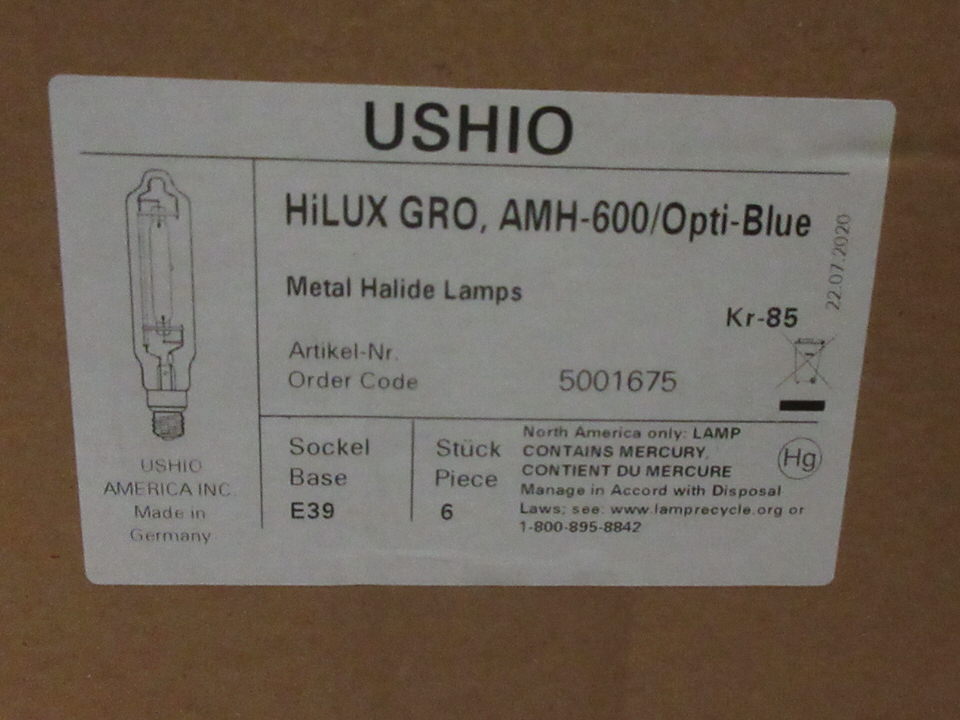 USHIO
HiLUX GRO, AMH-600/Opti-Blue
22.07.2020
Metal Halide Lamps
Kr-85
Artikel-Nr.
Order Code 5001675
USHIO
AMERICA INC.
Made in
Germany
Sockel
Base
E39
Stück
Piece
6
North America only: LAMP
CONTAINS MERCURY,
CONTIENT DU MERCURE
Manage in Accord with Disposal
Laws; see: www.lamprecycle.org or
1-800-895-8842
Hg